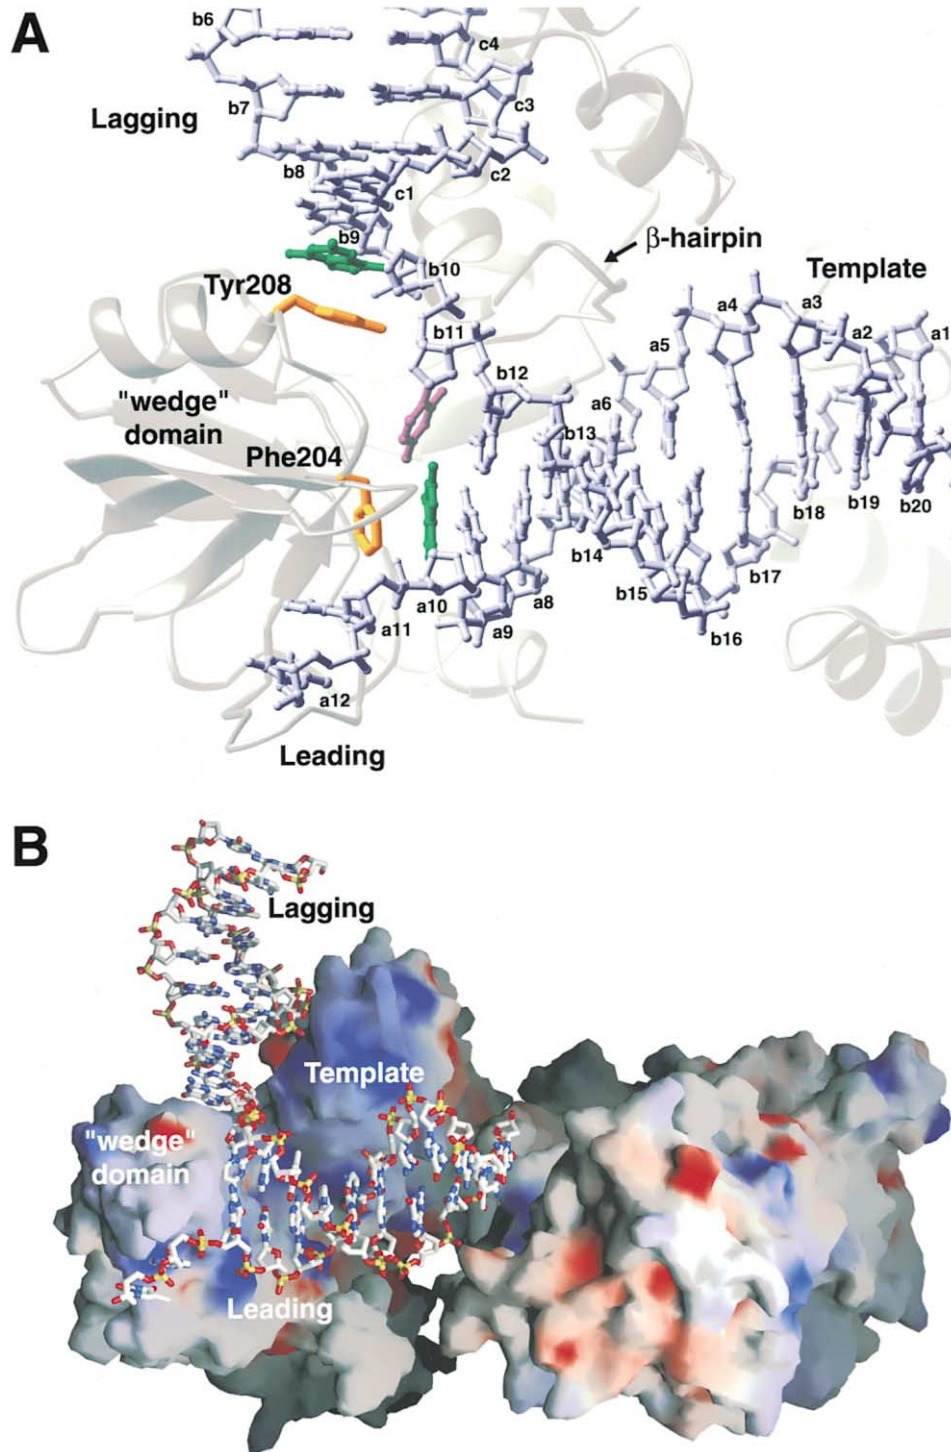 A
b6
c4
b7
c3
Lagging
b8
c1
c2
b9
β-hairpin
b10
Template
Tyr208
a4
a3
b11
a5
a2
a1
b12
"wedge"
domain
a6
b13
Phe204
b18
b19
b20
b14
b17
a10
a8
b15
a11
a9
b16
a12
Leading
B
Lagging
Template
"wedge"
domain
Leading